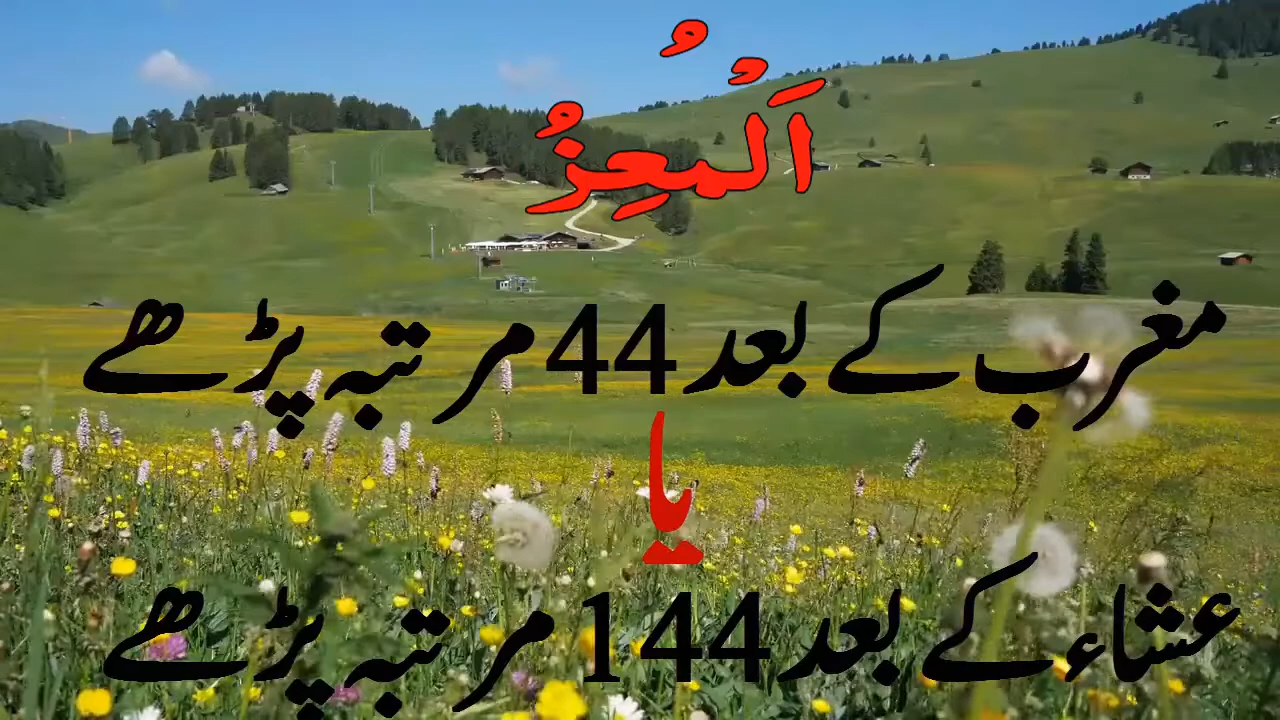 اَلْمُعِزُّ
مغرب کے بعد 44 مرتبہ پڑھے
یا
عشاء کے بعد 144 مرتبہ پڑھے